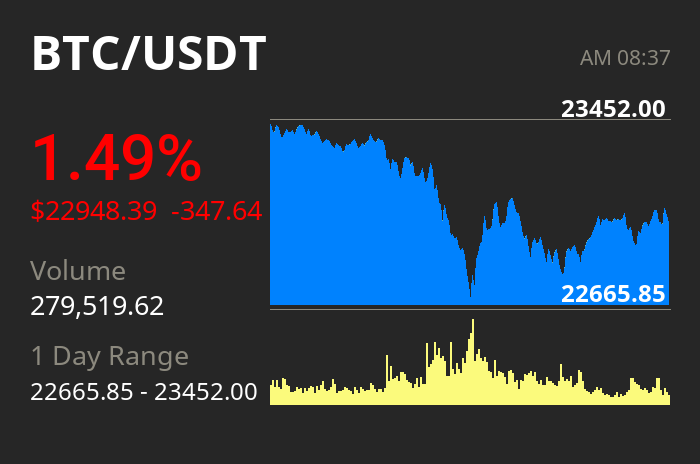 BTC/USDT
AM 08:37
23452.00
1.49%
$22948.39 -347.64
Volume
279,519.62
22665.85
1 Day Range
22665.85 - 23452.00